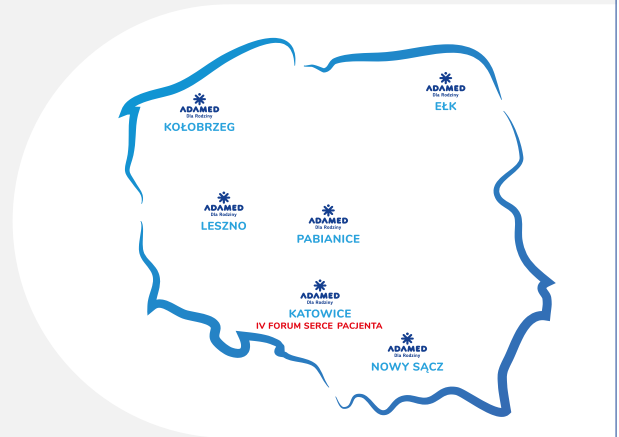 ADAMED
Dla Rodziny
EŁK
ADAMED
Dla Rodziny
KOŁOBRZEG
ADAMED
Dla Rodziny
LESZNO
ADAMED
Dla Rodziny
PABIANICE
ADAMED
Dla Rodziny
KATOWICE
IV FORUM SERCE PACJENTA
ADAMED
Dla Rodziny
NOWY SĄCZ